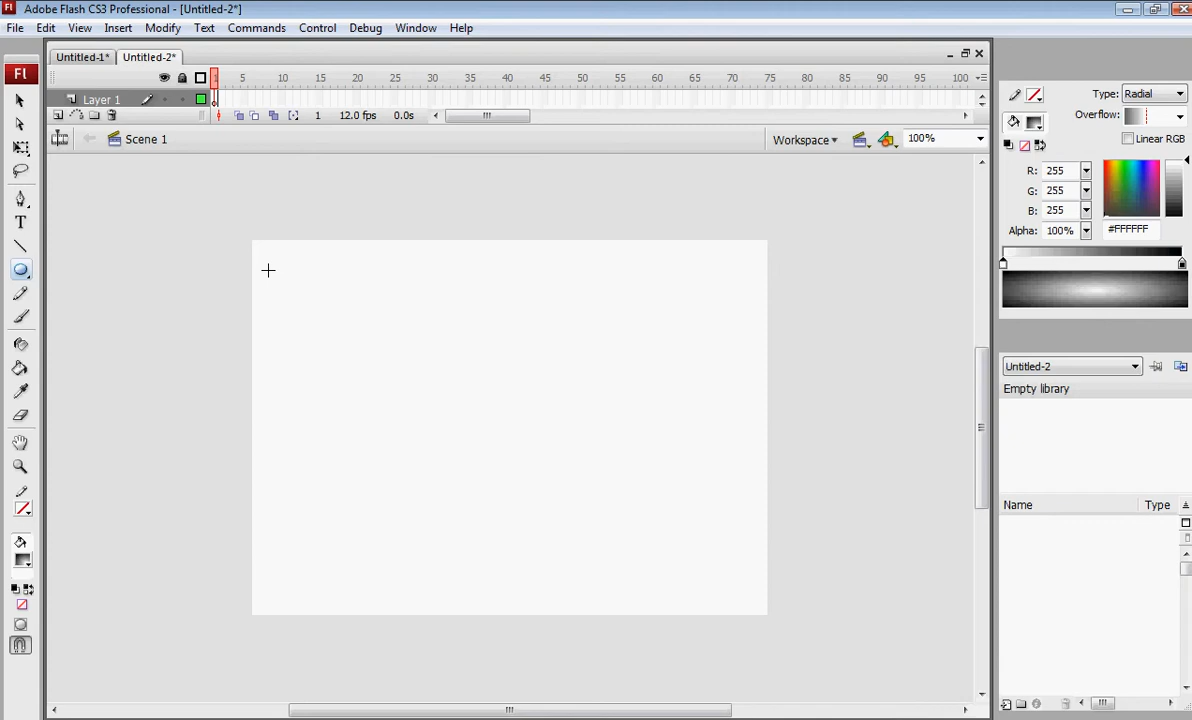 Fl Adobe Flash CS3 Professional - [Untitled-2*]
File Edit View Insert Modify Text Commands Control Debug Window Help
Untitled-1* Untitled-2*
Fl
1 5 10 15 20 25 30 35 40 45 50 55 60 65 70 75 80 85 90 95 100
Layer 1
1 12.0 fps 0.0s
Scene 1 Workspace 100%
Type: Radial
Overflow:
Linear RGB
R: 255
G: 255
B: 255
Alpha: 100% #FFFFFF
T
Untitled-2
Empty library
Name Type